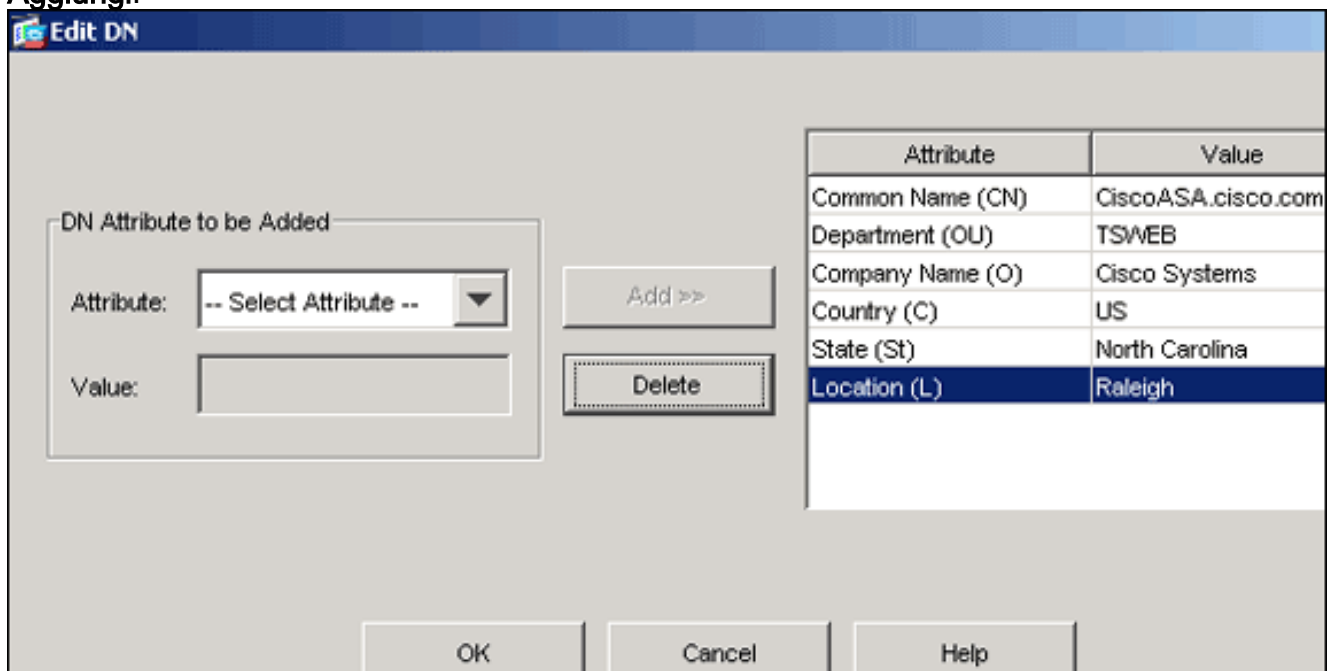 Aggiungi.
Edit DN
DN Attribute to be Added
Attribute:
-- Select Attribute --
Value:
Add >>
Delete
Attribute Value
Common Name (CN) CiscoASA.cisco.com
Department (OU) TSWEB
Company Name (O) Cisco Systems
Country (C) US
State (St) North Carolina
Location (L) Raleigh
OK Cancel Help